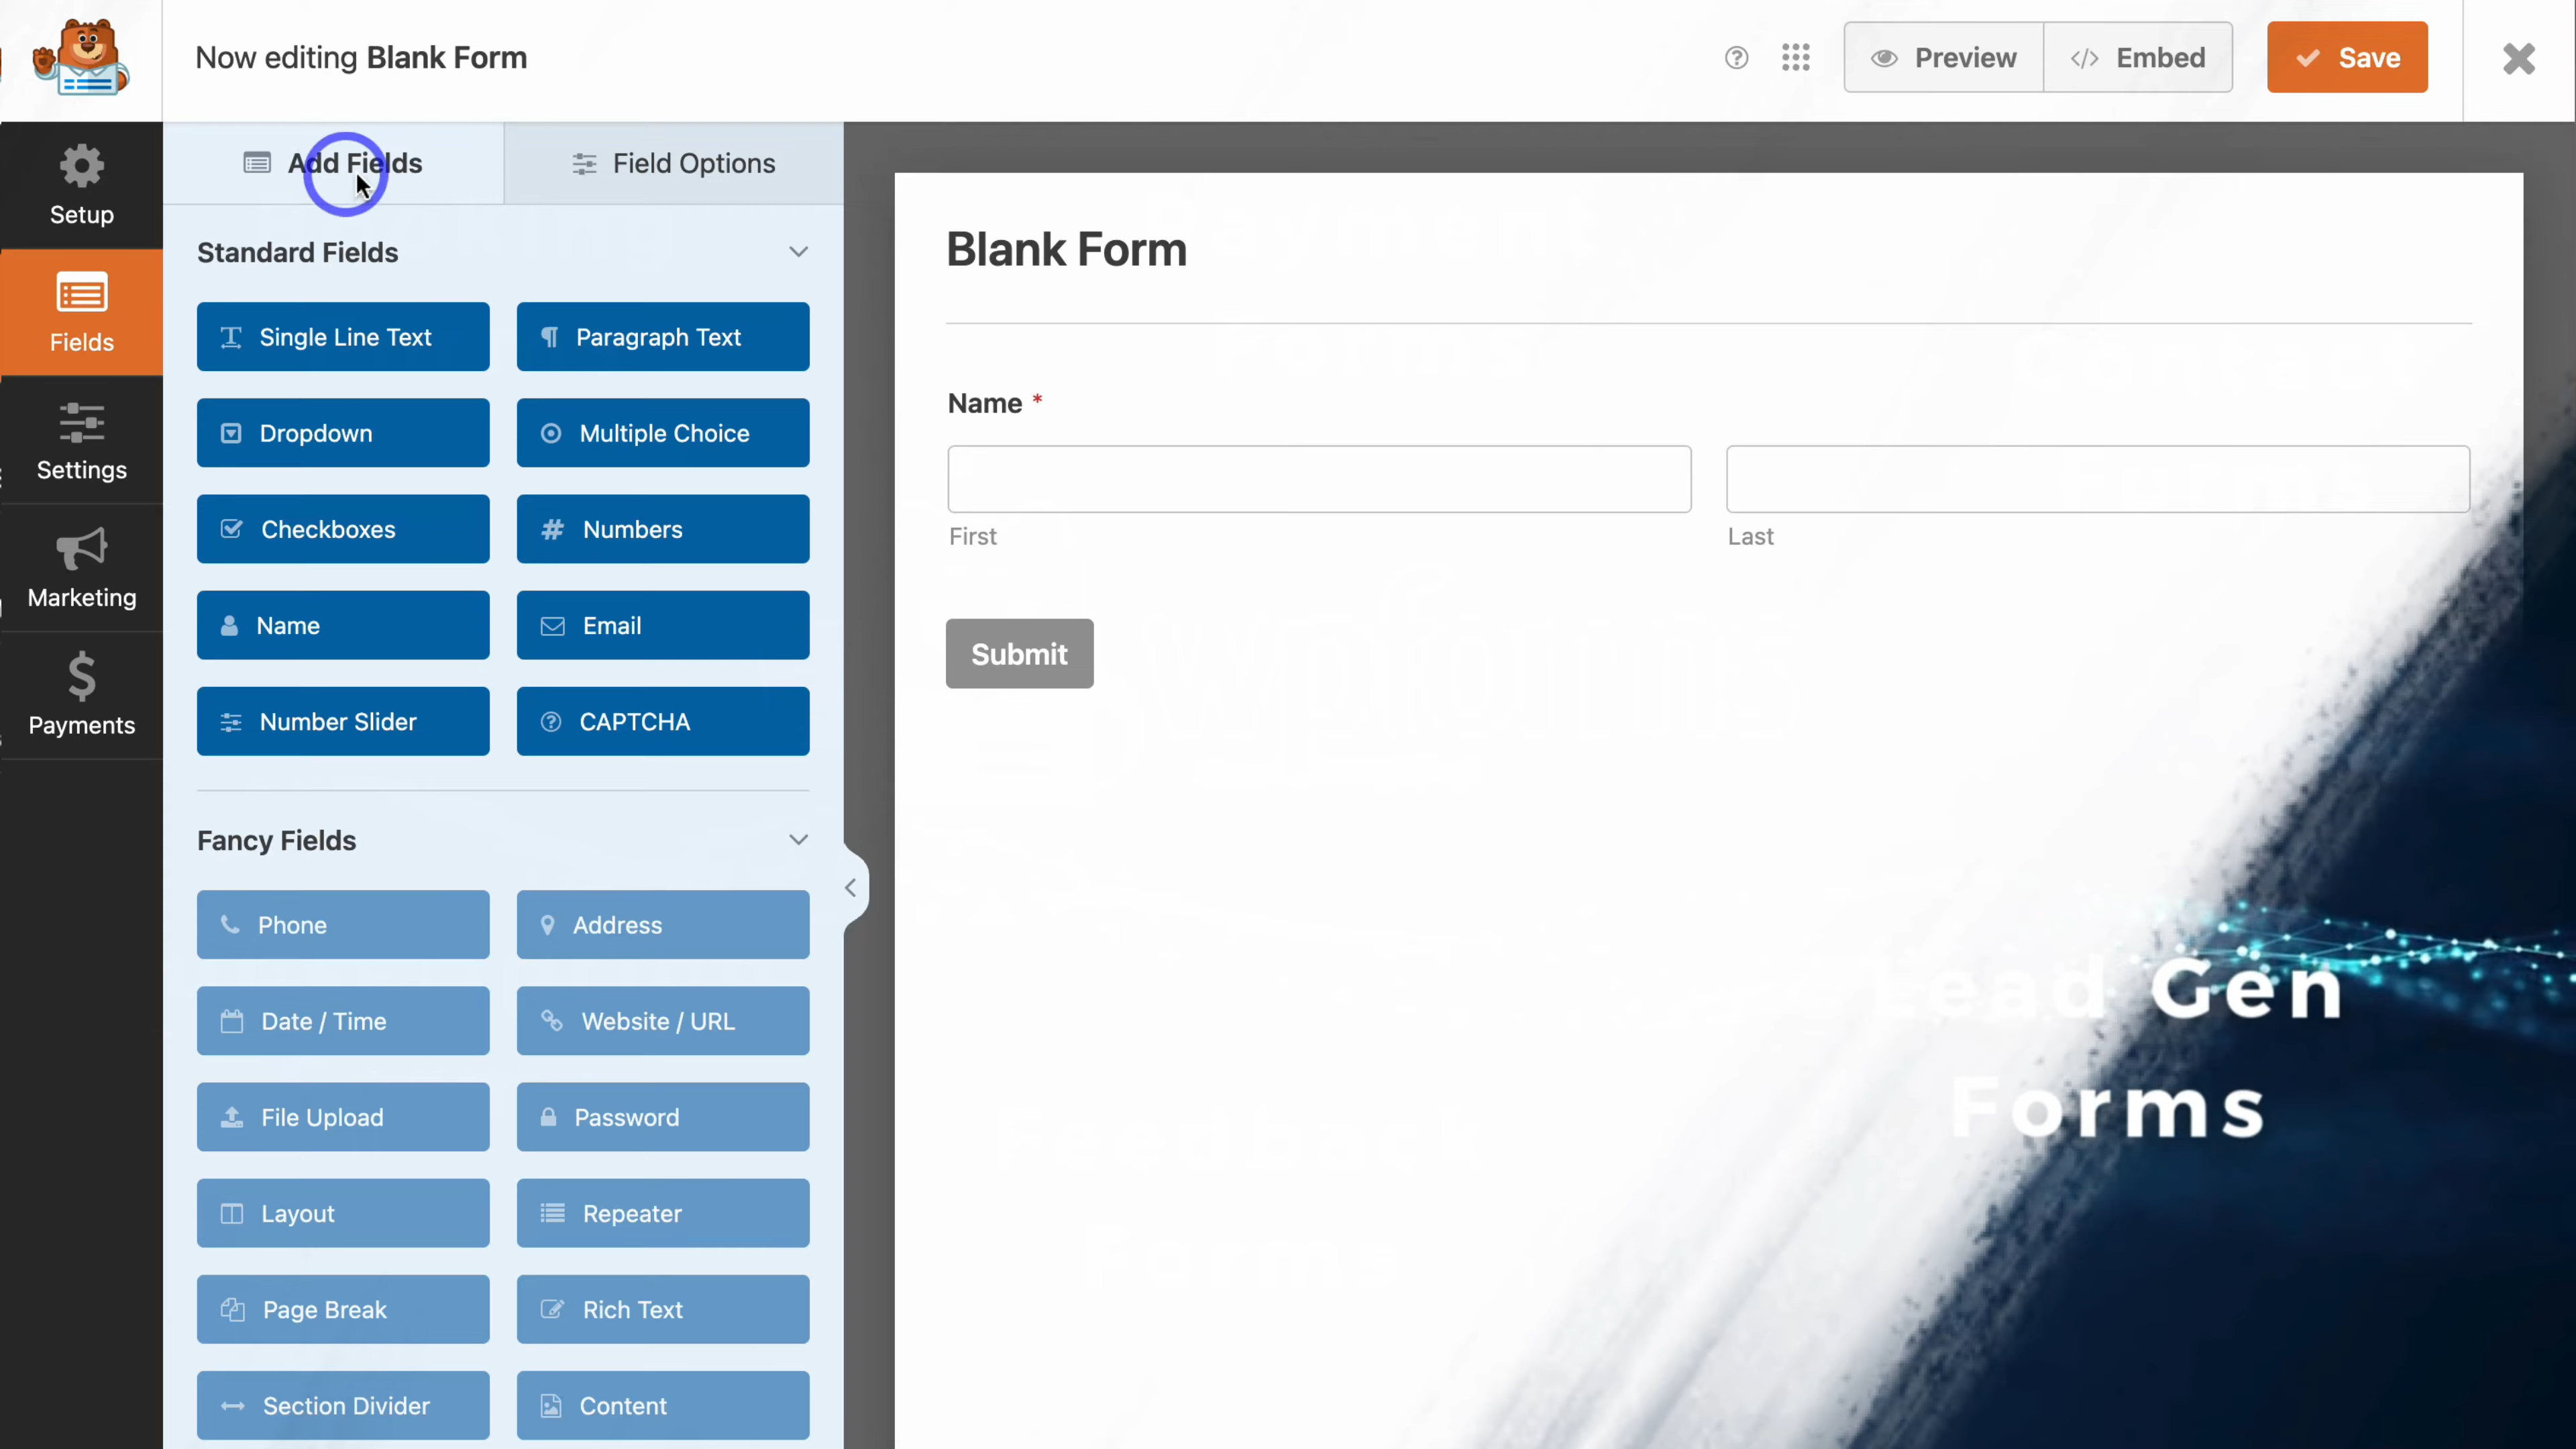 Now editing Blank Form
Preview
Embed
Save
Setup
Fields
Settings
Marketing
Payments
Add Fields
Field Options
Standard Fields
Single Line Text
Paragraph Text
Dropdown
Multiple Choice
Checkboxes
Numbers
Name
Email
Number Slider
CAPTCHA
Fancy Fields
Phone
Address
Date / Time
Website / URL
File Upload
Password
Layout
Repeater
Page Break
Rich Text
Section Divider
Content
Blank Form
Name *
First
Last
Submit
Lead Gen
Forms